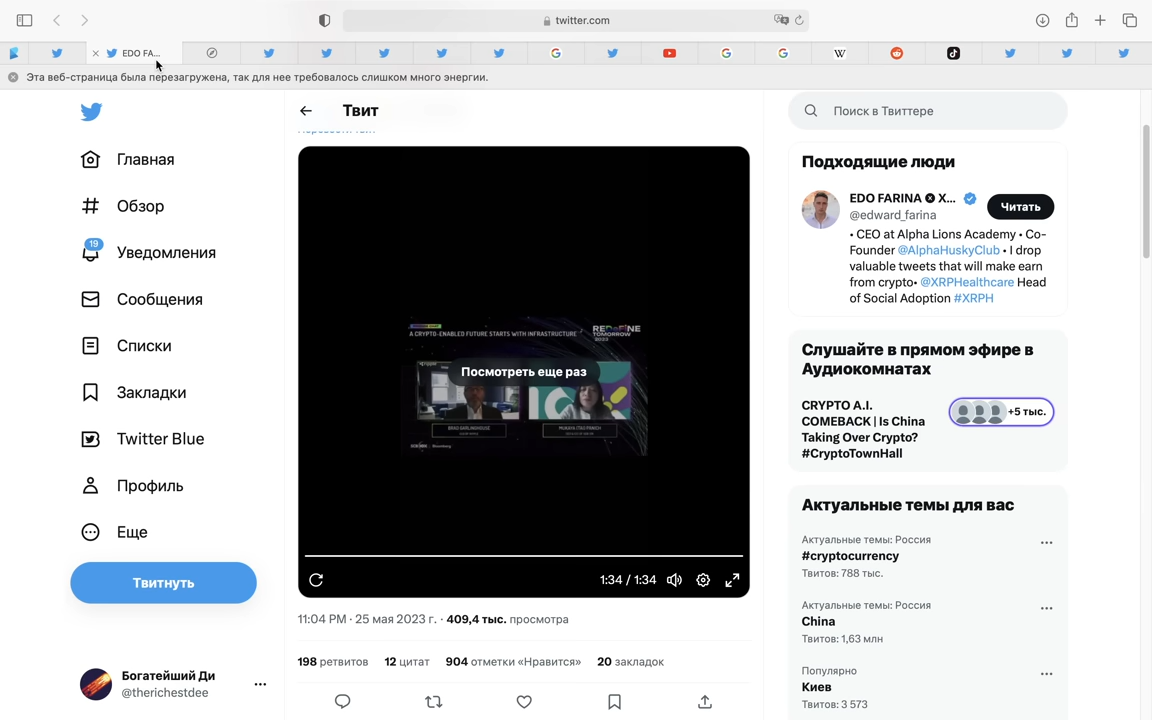 twitter.com
EDO FA...
Эта веб-страница была перезагружена, так для нее требовалось слишком много энергии.
Твит
Поиск в Твиттере
Главная
Обзор
19
Уведомления
Сообщения
Списки
Закладки
Twitter Blue
Профиль
Еще
Твитнуть
Богатейший Ди
@therichestdee
A CRYPTO-ENABLED FUTURE STARTS WITH INFRASTRUCTURE
REDEFINE
TOMORROW
2023
Посмотреть еще раз
BRAD GARLINGHOUSE
1:34 / 1:34
11:04 PM · 25 мая 2023 г. · 409,4 тыс. просмотра
198 ретвитов 12 цитат 904 отметки «Нравится» 20 закладок
Подходящие люди
EDO FARINA X...
@edward_farina
Читать
• CEO at Alpha Lions Academy • Co-
Founder @AlphaHuskyClub • I drop
valuable tweets that will make earn
from crypto• @XRPHealthcare Head
of Social Adoption #XRPH
Слушайте в прямом эфире в
Аудиокомнатах
CRYPTO A.I.
COMEBACK | Is China
Taking Over Crypto?
#CryptoTownHall
+5 тыс.
Актуальные темы для вас
Актуальные темы: Россия
#cryptocurrency
Твитов: 788 тыс.
Актуальные темы: Россия
China
Твитов: 1,63 млн
Популярно
Киев
Твитов: 3 573